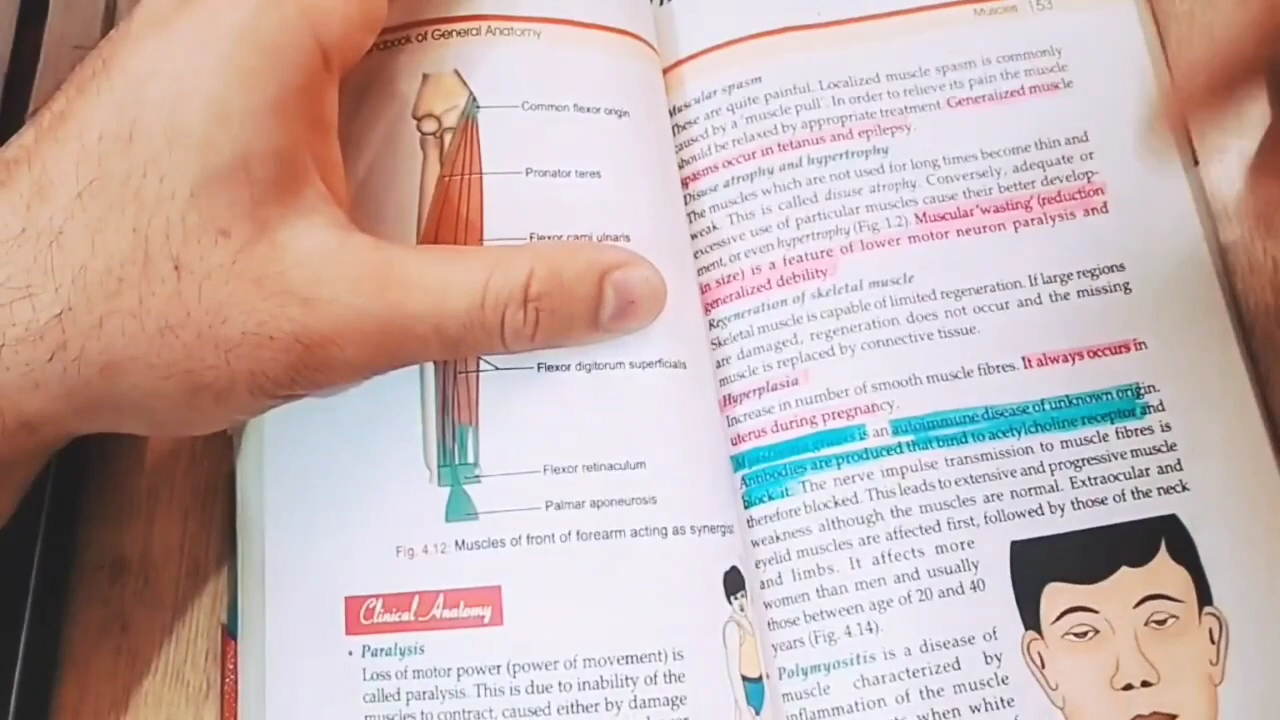 ndbook of General Anatomy
Common flexor origin
Pronator teres
Flexor carpi ulnaris
Flexor digitorum superficialis
Flexor retinaculum
Palmar aponeurosis
Fig. 4.12: Muscles of front of forearm acting as synergis
Clinical Anatomy
• Paralysis
Loss of motor power (power of movement) is
called paralysis. This is due to inability of the
muscles to contract, caused either by damage
Muscles 153
Muscular spasm
These are quite painful. Localized muscle spasm is commonly
caused by a 'muscle pull'. In order to relieve its pain the muscle
should be relaxed by appropriate treatment. Generalized muscle
spasms occur in tetanus and epilepsy.
Disuse atrophy and hypertrophy
The muscles which are not used for long times become thin and
weak. This is called disuse atrophy. Conversely, adequate or
excessive use of particular muscles cause their better develop-
ment, or even hypertrophy (Fig. 1.2). Muscular 'wasting' (reduction
in size) is a feature of lower motor neuron paralysis and
generalized debility.
Regeneration of skeletal muscle
Skeletal muscle is capable of limited regeneration. If large regions
are damaged, regeneration does not occur and the missing
muscle is replaced by connective tissue.
Hyperplasia
Increase in number of smooth muscle fibres. It always occurs in
uterus during pregnancy.
Myasthenia gravis is an autoimmune disease of unknown origin.
Antibodies are produced that bind to acetylcholine receptor and
block it. The nerve impulse transmission to muscle fibres is
therefore blocked. This leads to extensive and progressive muscle
weakness although the muscles are normal. Extraocular and
eyelid muscles are affected first, followed by those of the neck
and limbs. It affects more
women than men and usually
those between age of 20 and 40
years (Fig. 4.14).
Polymyositis is a disease of
muscle characterized by
inflammation of the muscle
when white